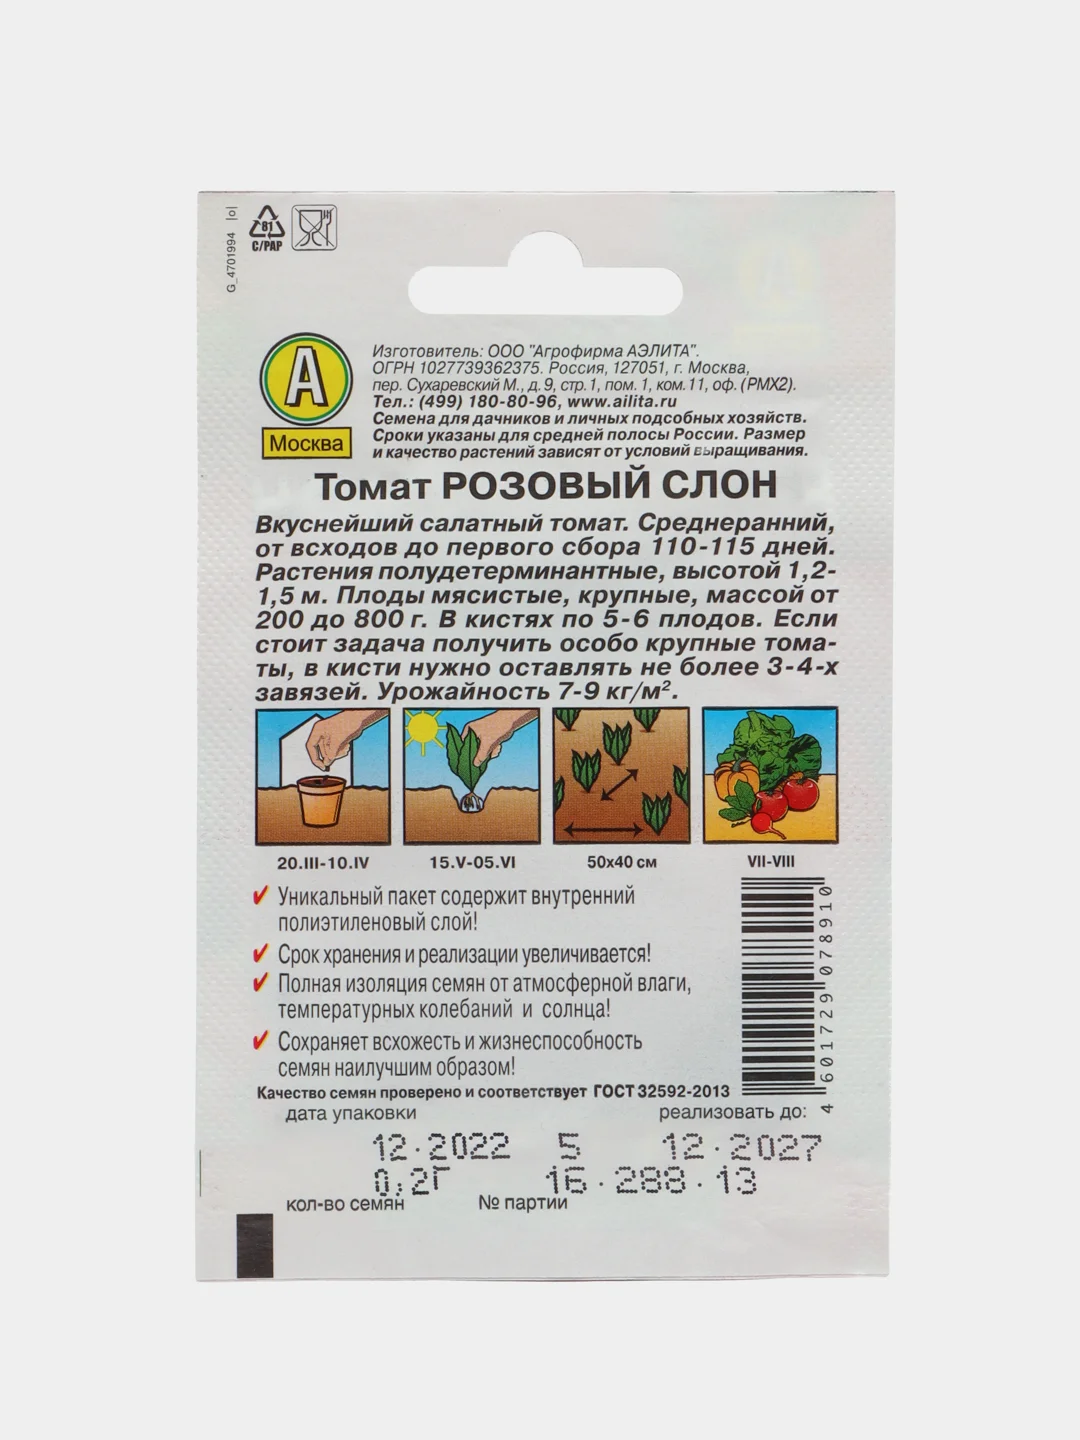 G_4701994 |o|
81
C/PAP
А
Москва
Изготовитель: ООО "Агрофирма АЭЛИТА".
ОГРН 1027739362375. Россия, 127051, г. Москва,
пер. Сухаревский М., д. 9, стр. 1, пом. 1, ком. 11, оф. (РМХ2).
Тел.: (499) 180-80-96, www.ailita.ru
Семена для дачников и личных подсобных хозяйств.
Сроки указаны для средней полосы России. Размер
и качество растений зависят от условий выращивания.
Томат РОЗОВЫЙ СЛОН
Вкуснейший салатный томат. Среднеранний,
от всходов до первого сбора 110-115 дней.
Растения полудетерминантные, высотой 1,2-
1,5 м. Плоды мясистые, крупные, массой от
200 до 800 г. В кистях по 5-6 плодов. Если
стоит задача получить особо крупные тома-
ты, в кисти нужно оставлять не более 3-4-х
завязей. Урожайность 7-9 кг/м².
20.III-10.IV 15.V-05.VI 50x40 см VII-VIII
✓ Уникальный пакет содержит внутренний
полиэтиленовый слой!
✓ Срок хранения и реализации увеличивается!
✓ Полная изоляция семян от атмосферной влаги,
температурных колебаний и солнца!
✓ Сохраняет всхожесть и жизнеспособность
семян наилучшим образом!
4 601729 078910
Качество семян проверено и соответствует ГОСТ 32592-2013
дата упаковки реализовать до:
12.2022 5 12.2027
0,2Г 16.288.13
кол-во семян № партии